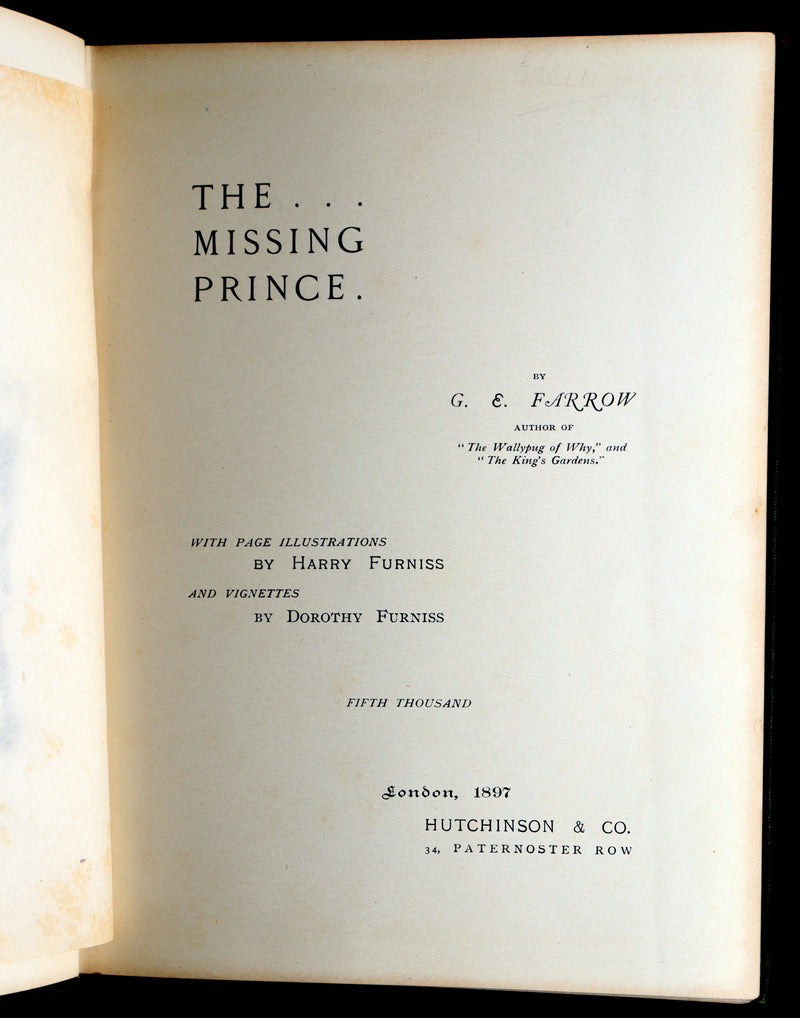 THE . . .
MISSING
PRINCE.
BY
G. E. FARROW
AUTHOR OF
“ The Wallypug of Why,” and
“ The King's Gardens.”
WITH PAGE ILLUSTRATIONS
BY HARRY FURNISS
AND VIGNETTES
BY DOROTHY FURNISS
FIFTH THOUSAND
London, 1897
HUTCHINSON & CO.
34, PATERNOSTER ROW